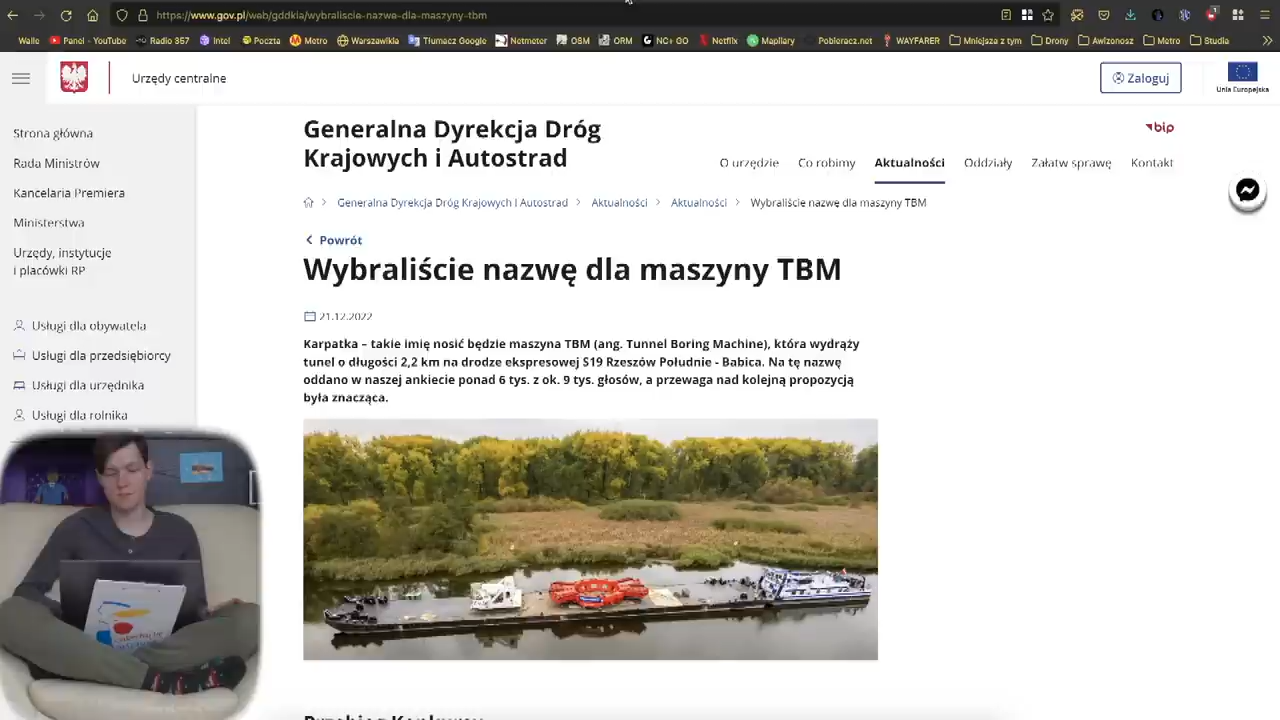 https://www.gov.pl/web/gddkia/wybraliscie-nazwe-dla-maszyny-tbm
Walle Panel - YouTube Radio 357 Intel Poczta Metro Warszawikia Tłumacz Google Netmeter OSM ORM NC+ GO Netflix Mapillary Pobieracz.net WAYFARER Mniejsza z tym Drony Awizonosz Metro Studia
Urzędy centralne
Zaloguj
Unia Europejska
Strona główna
Rada Ministrów
Kancelaria Premiera
Ministerstwa
Urzędy, instytucje
i placówki RP
Usługi dla obywatela
Usługi dla przedsiębiorcy
Usługi dla urzędnika
Usługi dla rolnika
Generalna Dyrekcja Dróg
Krajowych i Autostrad
bip
O urzędzie Co robimy Aktualności Oddziały Załatw sprawę Kontakt
Generalna Dyrekcja Dróg Krajowych i Autostrad Aktualności Aktualności Wybraliście nazwę dla maszyny TBM
Powrót
Wybraliście nazwę dla maszyny TBM
21.12.2022
Karpatka – takie imię nosić będzie maszyna TBM (ang. Tunnel Boring Machine), która wydrąży
tunel o długości 2,2 km na drodze ekspresowej S19 Rzeszów Południe - Babica. Na tę nazwę
oddano w naszej ankiecie ponad 6 tys. z ok. 9 tys. głosów, a przewaga nad kolejną propozycją
była znacząca.